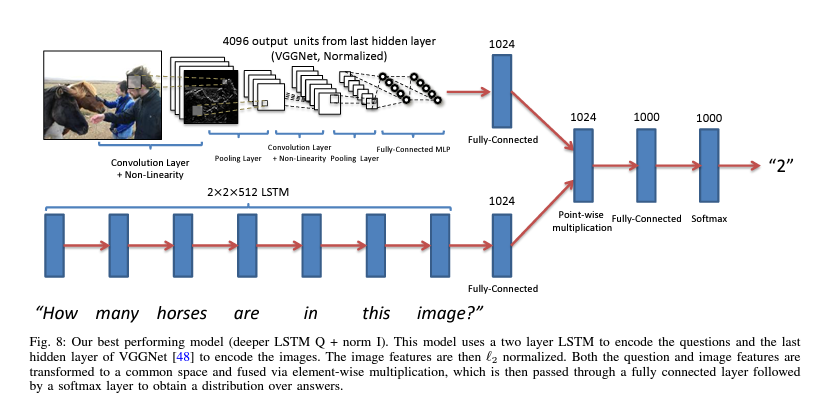 4096 output units from last hidden layer
(VGGNet, Normalized)
1024
Convolution Layer
+ Non-Linearity
Pooling Layer
Convolution Layer
+ Non-Linearity
Pooling Layer
Fully-Connected MLP
Fully-Connected
1024
1000
1000
"2"
Point-wise
multiplication
Fully-Connected
Softmax
2×2×512 LSTM
1024
Fully-Connected
"How many horses are in this image?"
Fig. 8: Our best performing model (deeper LSTM Q + norm I). This model uses a two layer LSTM to encode the questions and the last
hidden layer of VGGNet [48] to encode the images. The image features are then ℓ2 normalized. Both the question and image features are
transformed to a common space and fused via element-wise multiplication, which is then passed through a fully connected layer followed
by a softmax layer to obtain a distribution over answers.